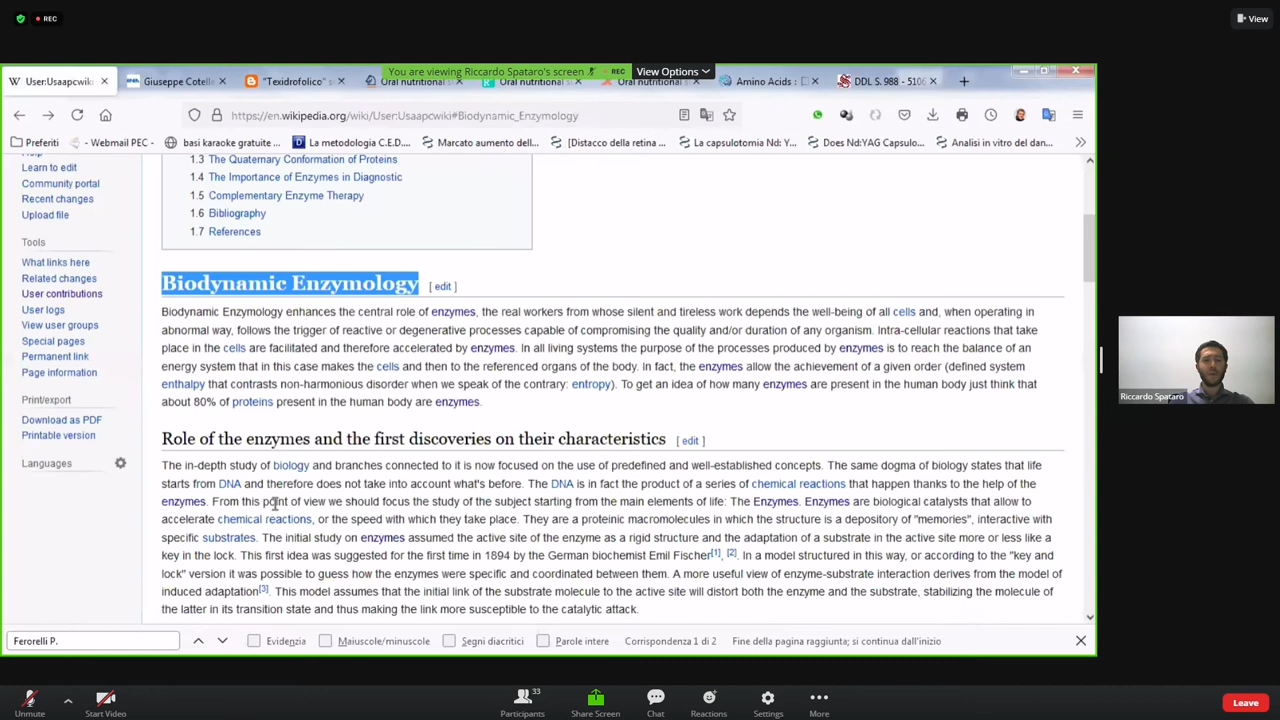 REC
View
You are viewing Riccardo Spataro's screen REC View Options
User:Usaapcwiki
Giuseppe Cotella
"Texidrofolico"
Oral nutritional s
Oral nutritional s
Oral nutritional s
Amino Acids :
DDL S. 988 - 5106
https://en.wikipedia.org/wiki/User:Usaapcwiki#Biodynamic_Enzymology
Preferiti
- Webmail PEC -
basi karaoke gratuite ...
La metodologia C.E.D....
Marcato aumento dell...
[Distacco della retina ...
La capsulotomia Nd: Y...
Does Nd:YAG Capsulo...
Analisi in vitro del dan...
Learn to edit
Community portal
Recent changes
Upload file
Tools
What links here
Related changes
User contributions
User logs
View user groups
Special pages
Permanent link
Page information
Print/export
Download as PDF
Printable version
Languages
1.3 The Quaternary Conformation of Proteins
1.4 The Importance of Enzymes in Diagnostic
1.5 Complementary Enzyme Therapy
1.6 Bibliography
1.7 References
Biodynamic Enzymology [ edit ]
Biodynamic Enzymology enhances the central role of enzymes, the real workers from whose silent and tireless work depends the well-being of all cells and, when operating in
abnormal way, follows the trigger of reactive or degenerative processes capable of compromising the quality and/or duration of any organism. Intra-cellular reactions that take
place in the cells are facilitated and therefore accelerated by enzymes. In all living systems the purpose of the processes produced by enzymes is to reach the balance of an
energy system that in this case makes the cells and then to the referenced organs of the body. In fact, the enzymes allow the achievement of a given order (defined system
enthalpy that contrasts non-harmonious disorder when we speak of the contrary: entropy). To get an idea of how many enzymes are present in the human body just think that
about 80% of proteins present in the human body are enzymes.
Role of the enzymes and the first discoveries on their characteristics [ edit ]
The in-depth study of biology and branches connected to it is now focused on the use of predefined and well-established concepts. The same dogma of biology states that life
starts from DNA and therefore does not take into account what's before. The DNA is in fact the product of a series of chemical reactions that happen thanks to the help of the
enzymes. From this point of view we should focus the study of the subject starting from the main elements of life: The Enzymes. Enzymes are biological catalysts that allow to
accelerate chemical reactions, or the speed with which they take place. They are a proteinic macromolecules in which the structure is a depository of "memories", interactive with
specific substrates. The initial study on enzymes assumed the active site of the enzyme as a rigid structure and the adaptation of a substrate in the active site more or less like a
key in the lock. This first idea was suggested for the first time in 1894 by the German biochemist Emil Fischer[1], [2]. In a model structured in this way, or according to the "key and
lock" version it was possible to guess how the enzymes were specific and coordinated between them. A more useful view of enzyme-substrate interaction derives from the model of
induced adaptation[3]. This model assumes that the initial link of the substrate molecule to the active site will distort both the enzyme and the substrate, stabilizing the molecule of
the latter in its transition state and thus making the link more susceptible to the catalytic attack.
Riccardo Spataro
Ferorelli P.
Evidenzia
Maiuscole/minuscole
Segni diacritici
Parole intere
Corrispondenza 1 di 2
Fine della pagina raggiunta; si continua dall'inizio
Unmute
Start Video
33
Participants
Share Screen
Chat
Reactions
Settings
More
Leave